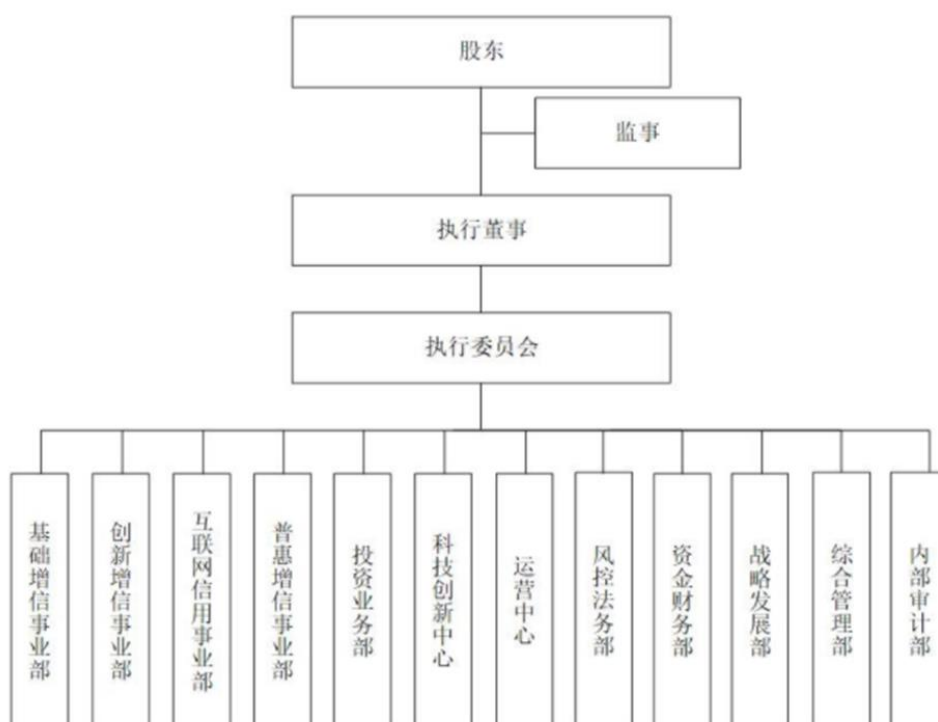 股东
监事
执行董事
执行委员会
基础增信事业部
创新增信事业部
互联网信用事业部
普惠增信事业部
投资业务部
科技创新中心
运营中心
风控法务部
资金财务部
战略发展部
综合管理部
内部审计部